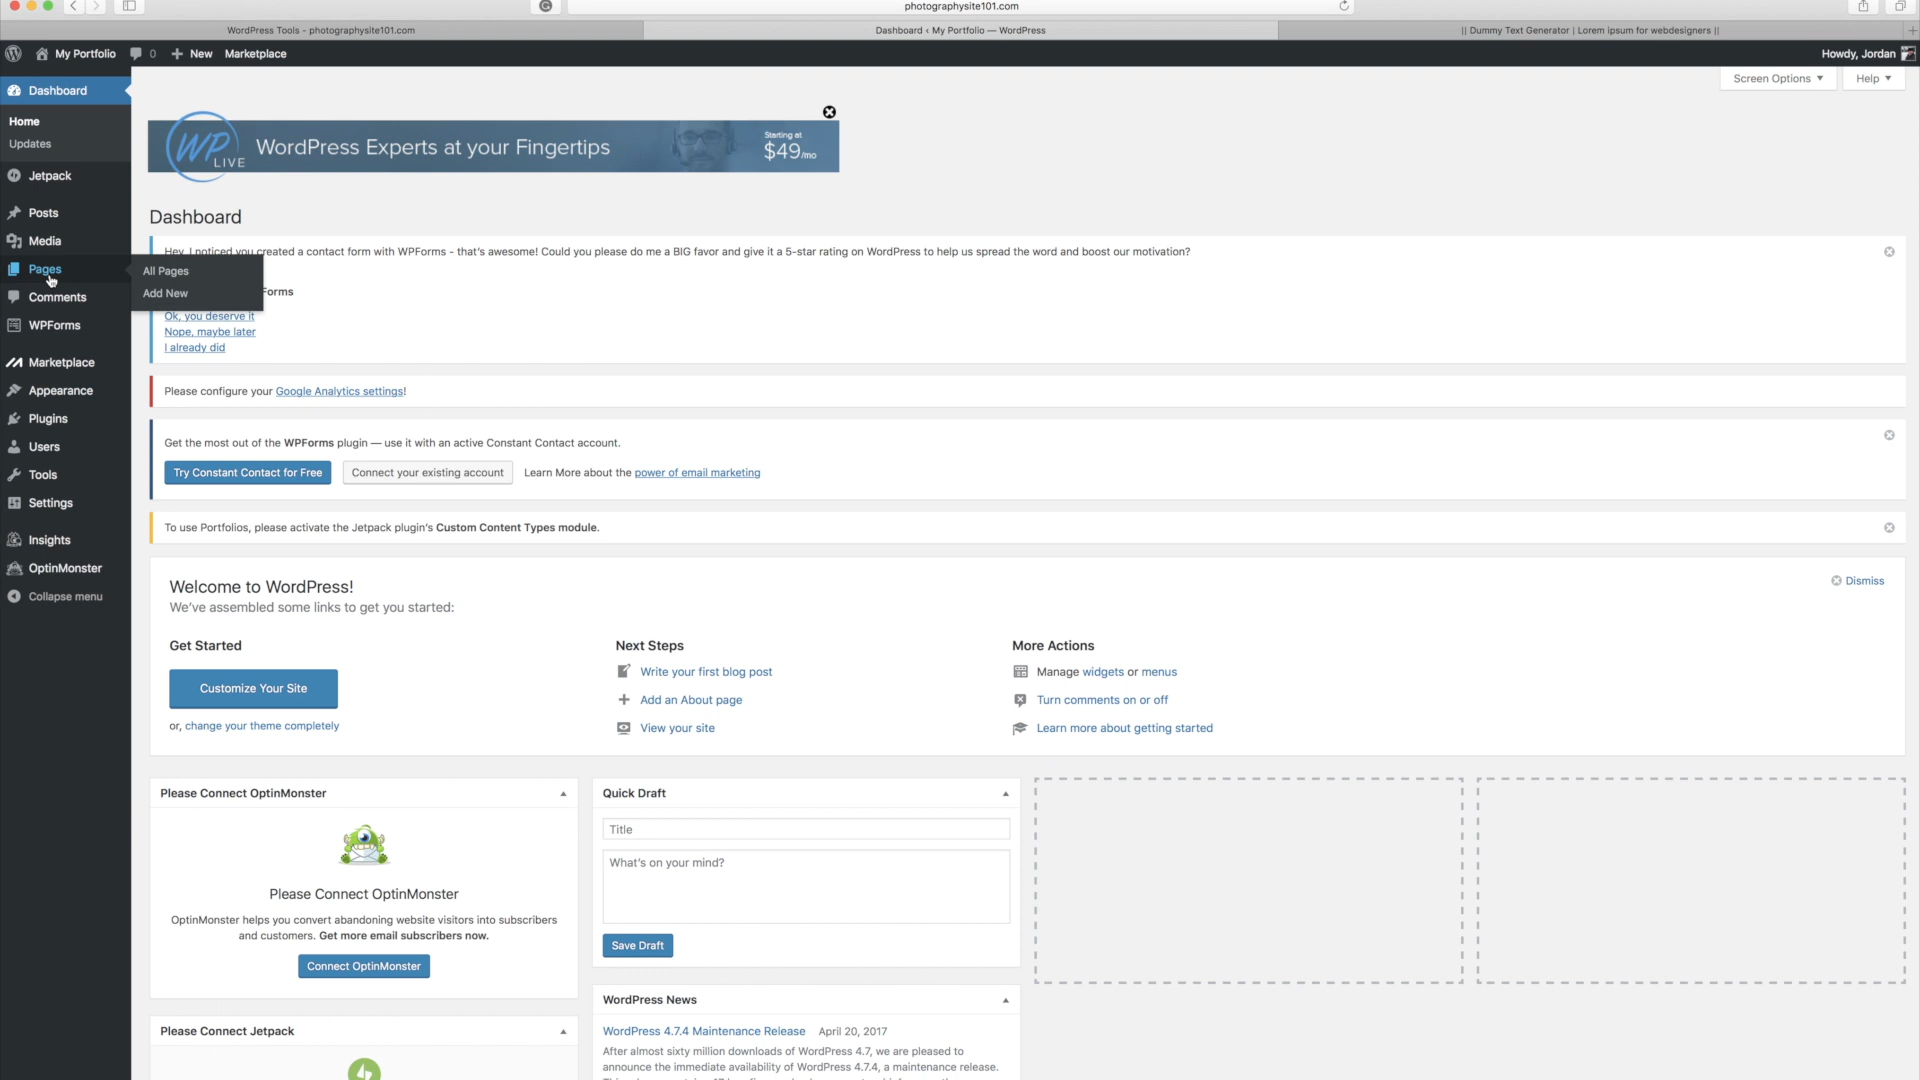 photographysite101.com
WordPress Tools - photographysite101.com
Dashboard ‹ My Portfolio — WordPress
|| Dummy Text Generator | Lorem ipsum for webdesigners ||
My Portfolio
0
New
Marketplace
Howdy, Jordan
Dashboard
Home
Updates
Jetpack
Posts
Media
Pages
All Pages
Add New
Comments
WPForms
Marketplace
Appearance
Plugins
Users
Tools
Settings
Insights
OptinMonster
Collapse menu
Screen Options
Help
WP LIVE
WordPress Experts at your Fingertips
Starting at
$49/mo
Dashboard
Hey, I noticed you created a contact form with WPForms - that's awesome! Could you please do me a BIG favor and give it a 5-star rating on WordPress to help us spread the word and boost our motivation?
Forms
Ok, you deserve it
Nope, maybe later
I already did
Please configure your Google Analytics settings!
Get the most out of the WPForms plugin — use it with an active Constant Contact account.
Try Constant Contact for Free
Connect your existing account
Learn More about the power of email marketing
To use Portfolios, please activate the Jetpack plugin's Custom Content Types module.
Welcome to WordPress!
Dismiss
We've assembled some links to get you started:
Get Started
Customize Your Site
or, change your theme completely
Next Steps
Write your first blog post
Add an About page
View your site
More Actions
Manage widgets or menus
Turn comments on or off
Learn more about getting started
Please Connect OptinMonster
Please Connect OptinMonster
OptinMonster helps you convert abandoning website visitors into subscribers
and customers. Get more email subscribers now.
Connect OptinMonster
Please Connect Jetpack
Quick Draft
Title
What's on your mind?
Save Draft
WordPress News
WordPress 4.7.4 Maintenance Release April 20, 2017
After almost sixty million downloads of WordPress 4.7, we are pleased to
announce the immediate availability of WordPress 4.7.4, a maintenance release.